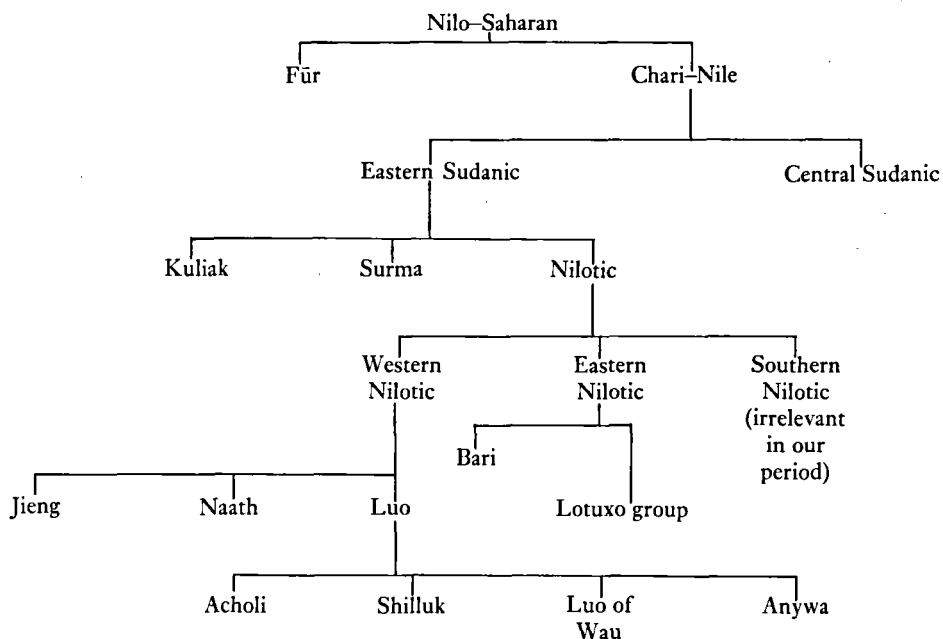 Nilo–Saharan
Fūr
Chari–Nile
Eastern Sudanic
Central Sudanic
Kuliak
Surma
Nilotic
Western
Nilotic
Eastern
Nilotic
Southern
Nilotic
(irrelevant
in our
period)
Bari
Jieng
Naath
Luo
Lotuxo group
Acholi
Shilluk
Luo of
Wau
Anywa